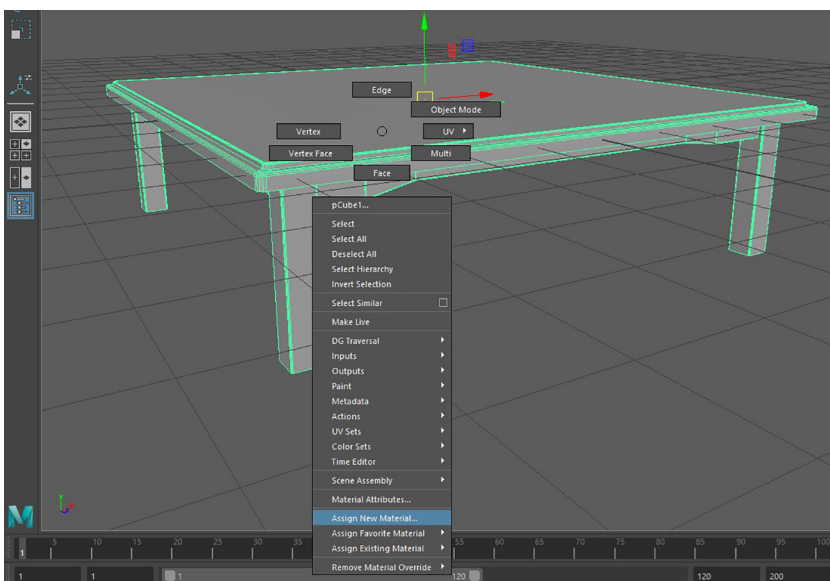 Edge
Object Mode
Vertex
UV
Vertex Face
Multi
Face
pCube1...
Select
Select All
Deselect All
Select Hierarchy
Invert Selection
Select Similar
Make Live
DG Traversal
Inputs
Outputs
Paint
Metadata
Actions
UV Sets
Color Sets
Time Editor
Scene Assembly
Material Attributes...
Assign New Material...
Assign Favorite Material
Assign Existing Material
Remove Material Override
1 5 10 15 20 25 30 35 55 60 65 70 75 80 85 90 95 100
1 1 1 120 120 200